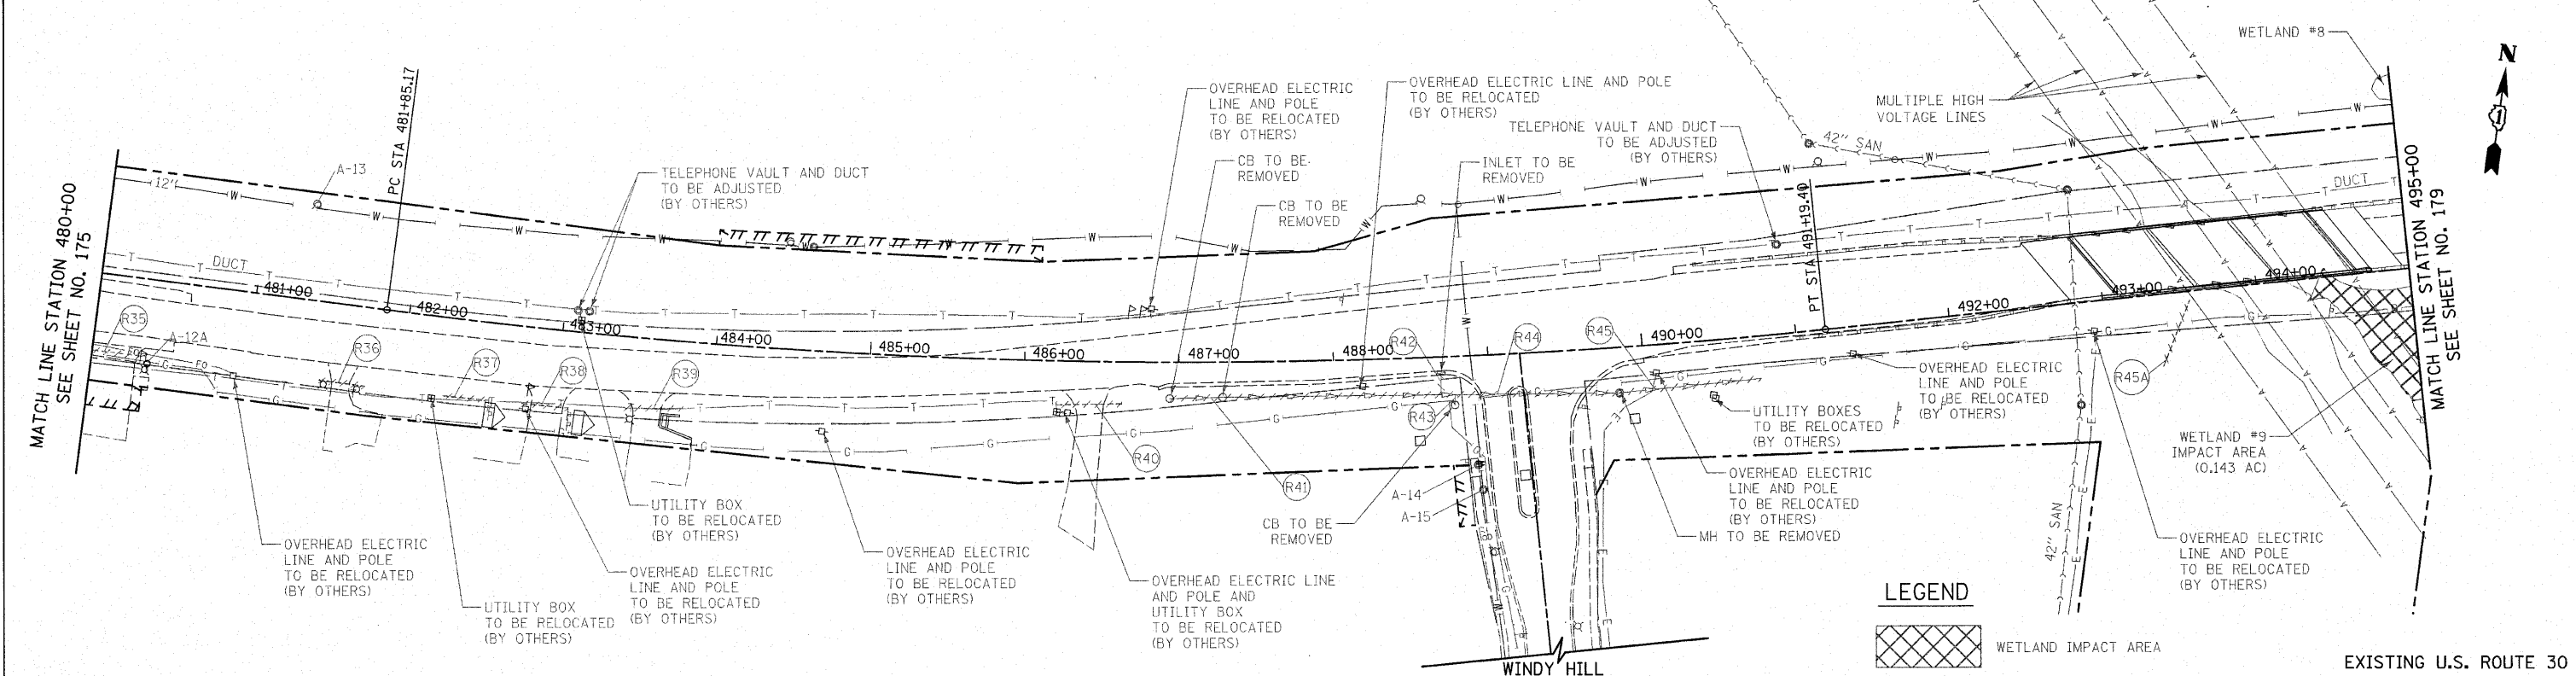 WETLAND #8
N
1
MULTIPLE HIGH
VOLTAGE LINES
OVERHEAD ELECTRIC
LINE AND POLE
TO BE RELOCATED
(BY OTHERS)
OVERHEAD ELECTRIC LINE AND POLE
TO BE RELOCATED
(BY OTHERS)
TELEPHONE VAULT AND DUCT
TO BE ADJUSTED
(BY OTHERS)
42" SAN
CB TO BE
REMOVED
INLET TO BE
REMOVED
CB TO BE
REMOVED
PC STA 481+85.17
A-13
12"
TELEPHONE VAULT AND DUCT
TO BE ADJUSTED
(BY OTHERS)
PT STA 491+19.40
DUCT
DUCT
MATCH LINE STATION 480+00
SEE SHEET NO. 175
MATCH LINE STATION 495+00
SEE SHEET NO. 179
481+00
482+00
483+00
484+00
485+00
486+00
487+00
488+00
490+00
492+00
493+00
494+00
R35
A-12A
FO
R36
R37
R38
R39
R40
R41
R42
R43
R44
R45
R45A
OVERHEAD ELECTRIC
LINE AND POLE
TO BE RELOCATED
(BY OTHERS)
UTILITY BOXES
TO BE RELOCATED
(BY OTHERS)
WETLAND #9
IMPACT AREA
(0.143 AC)
OVERHEAD ELECTRIC
LINE AND POLE
TO BE RELOCATED
(BY OTHERS)
MH TO BE REMOVED
A-14
A-15
CB TO BE
REMOVED
UTILITY BOX
TO BE RELOCATED
(BY OTHERS)
OVERHEAD ELECTRIC
LINE AND POLE
TO BE RELOCATED
(BY OTHERS)
UTILITY BOX
TO BE RELOCATED
(BY OTHERS)
OVERHEAD ELECTRIC
LINE AND POLE
TO BE RELOCATED
(BY OTHERS)
OVERHEAD ELECTRIC
LINE AND POLE
TO BE RELOCATED
(BY OTHERS)
OVERHEAD ELECTRIC LINE
AND POLE AND
UTILITY BOX
TO BE RELOCATED
(BY OTHERS)
42" SAN
OVERHEAD ELECTRIC
LINE AND POLE
TO BE RELOCATED
(BY OTHERS)
LEGEND
WETLAND IMPACT AREA
WINDY HILL
EXISTING U.S. ROUTE 30